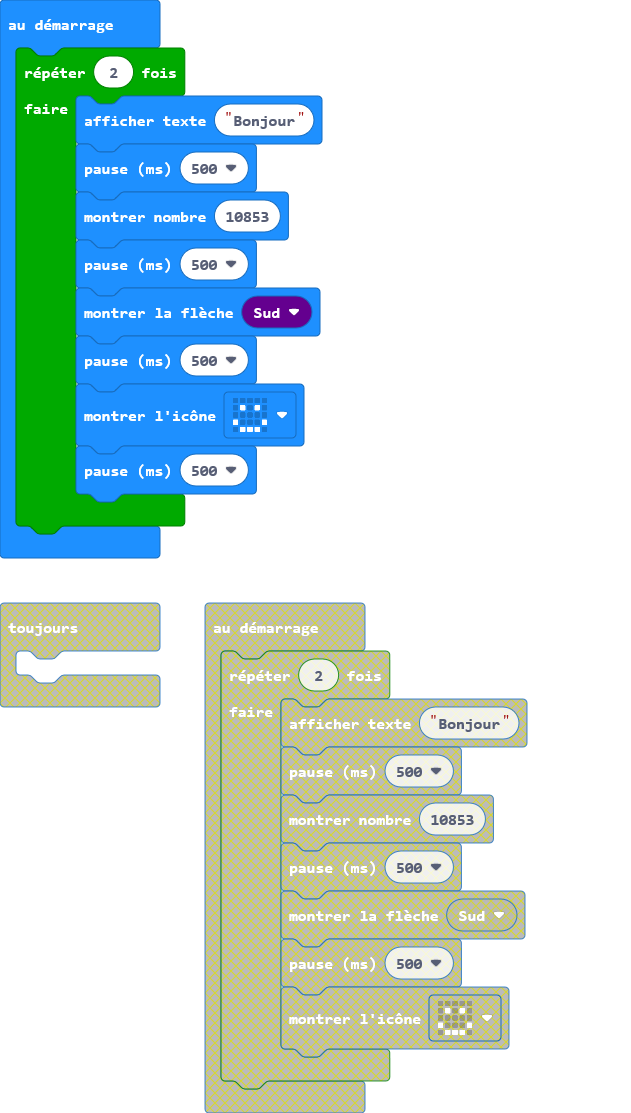 au démarrage
répéter 2 fois
faire
afficher texte "Bonjour"
pause (ms) 500
montrer nombre 10853
pause (ms) 500
montrer la flèche Sud
pause (ms) 500
montrer l'icône
pause (ms) 500
toujours
au démarrage
répéter 2 fois
faire
afficher texte "Bonjour"
pause (ms) 500
montrer nombre 10853
pause (ms) 500
montrer la flèche Sud
pause (ms) 500
montrer l'icône